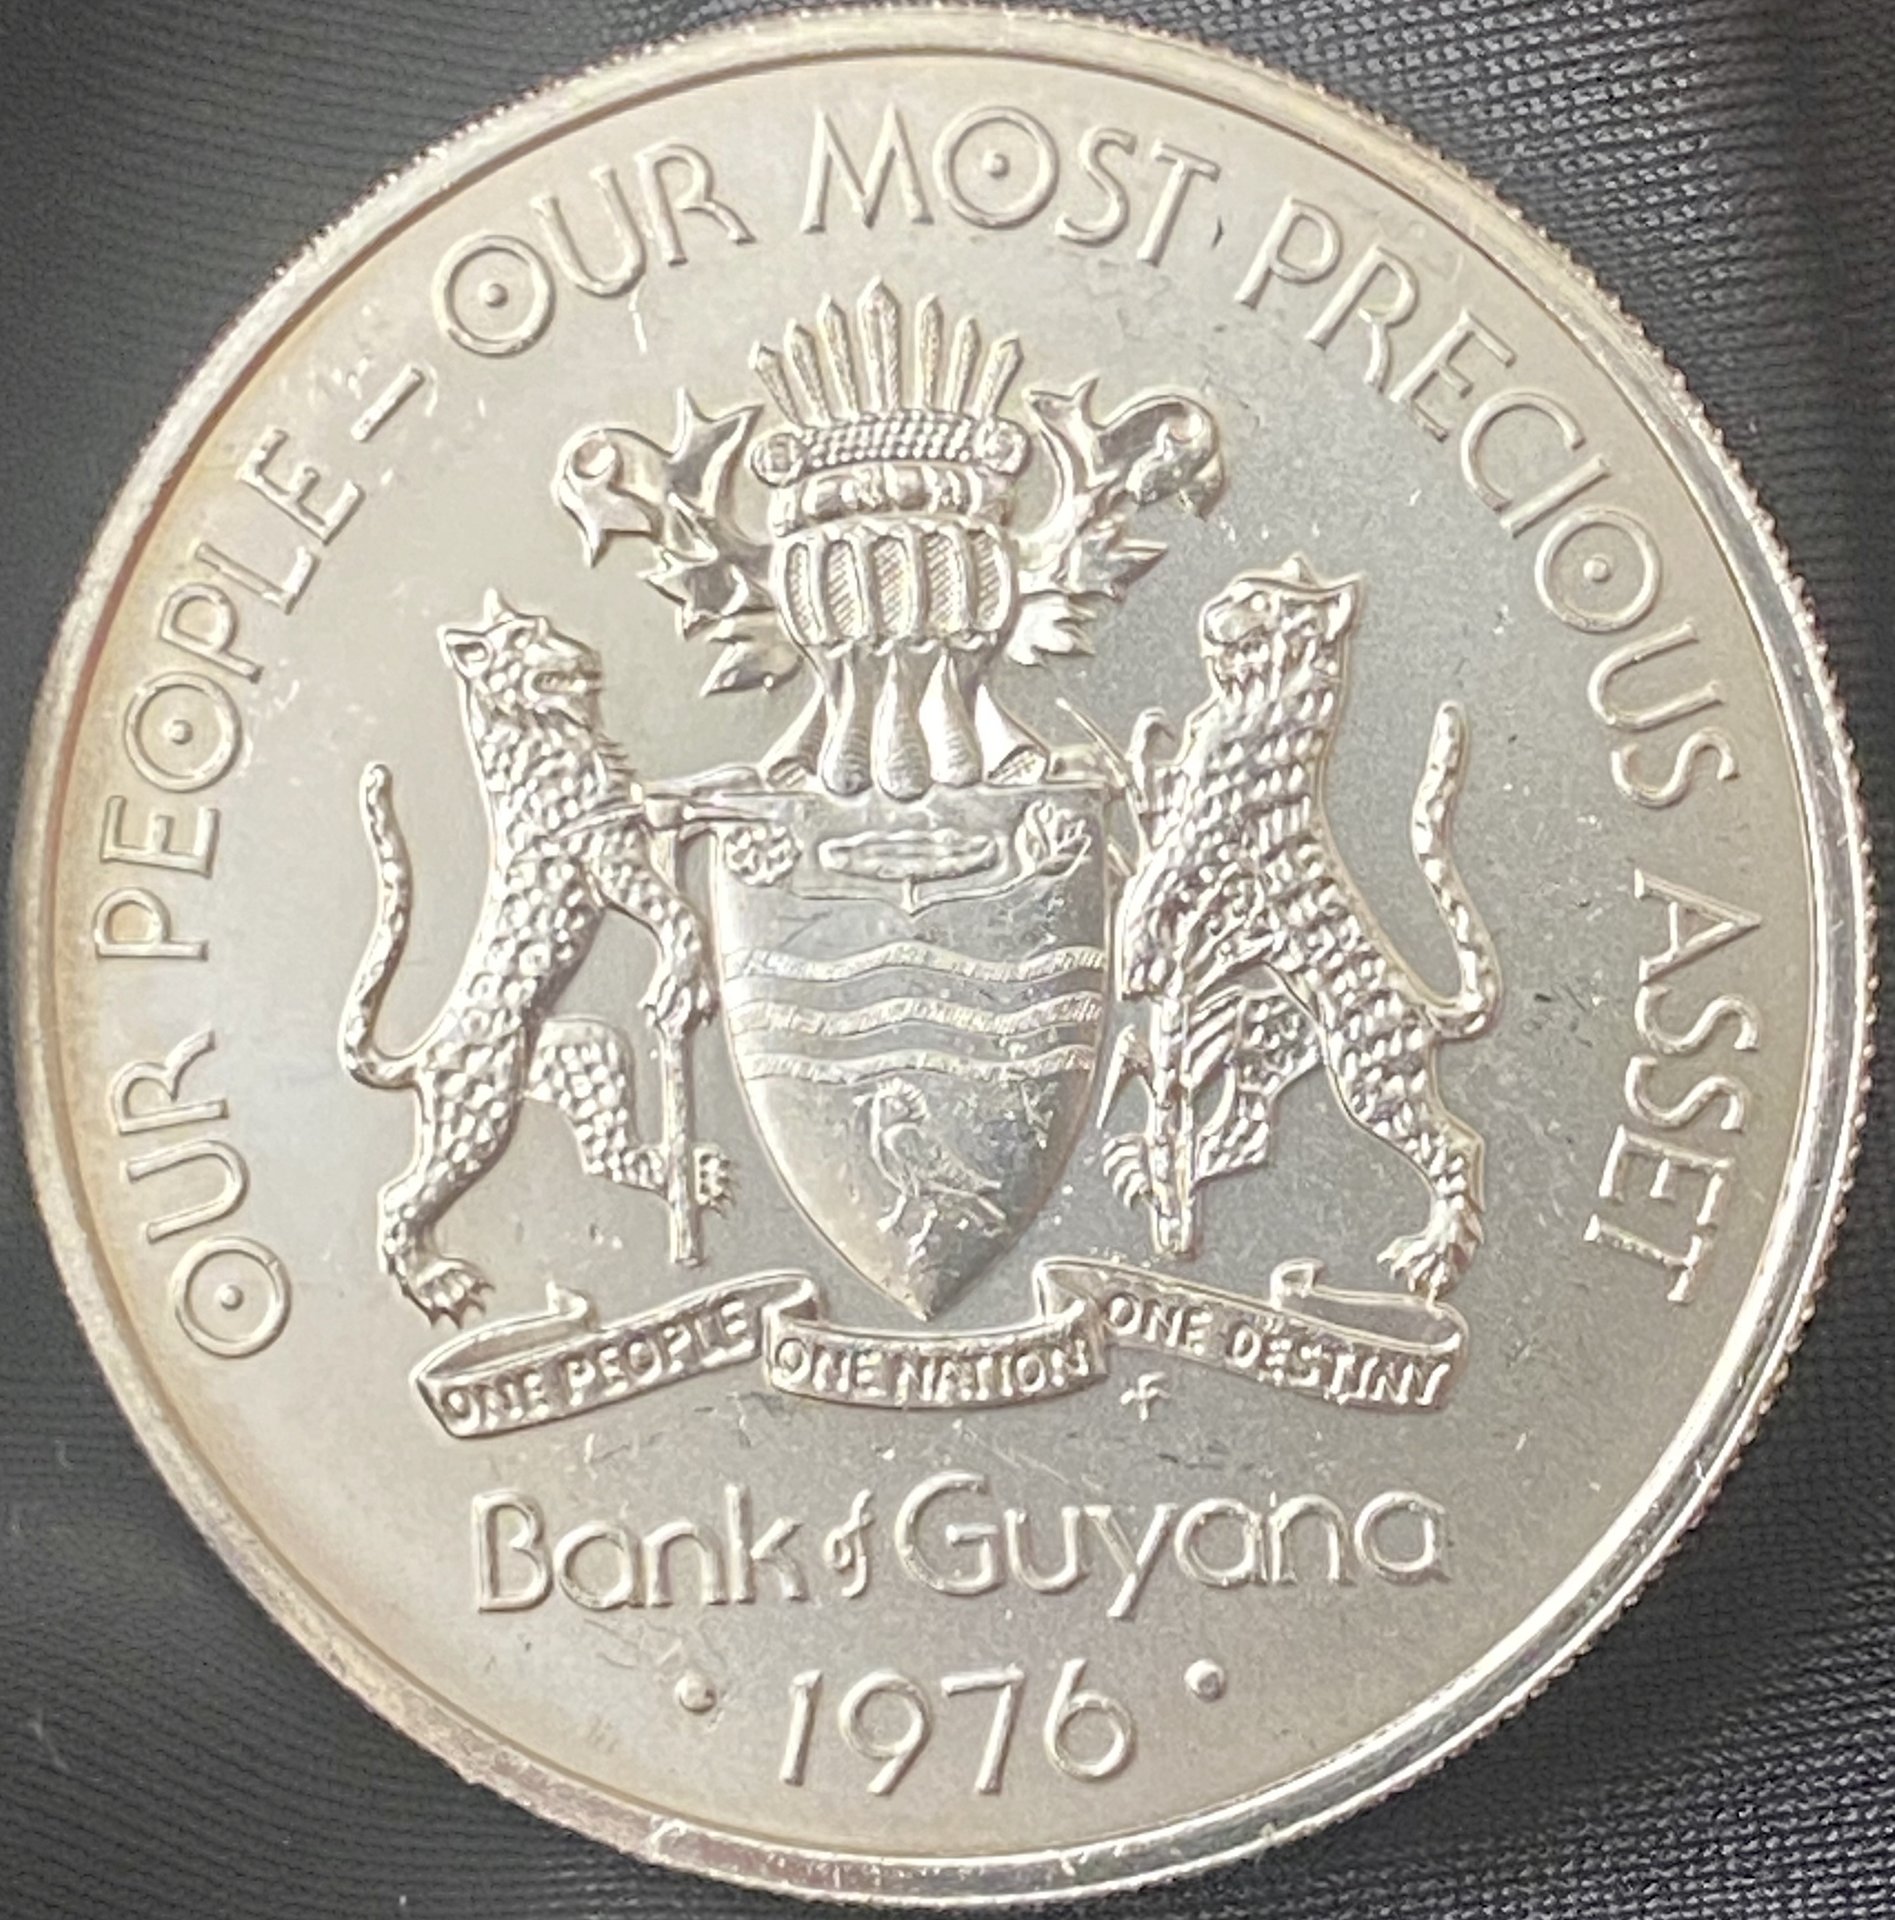 OUR PEOPLE - OUR MOST PRECIOUS ASSET
ONE PEOPLE ONE NATION ONE DESTINY
Bank of Guyana
· 1976 ·